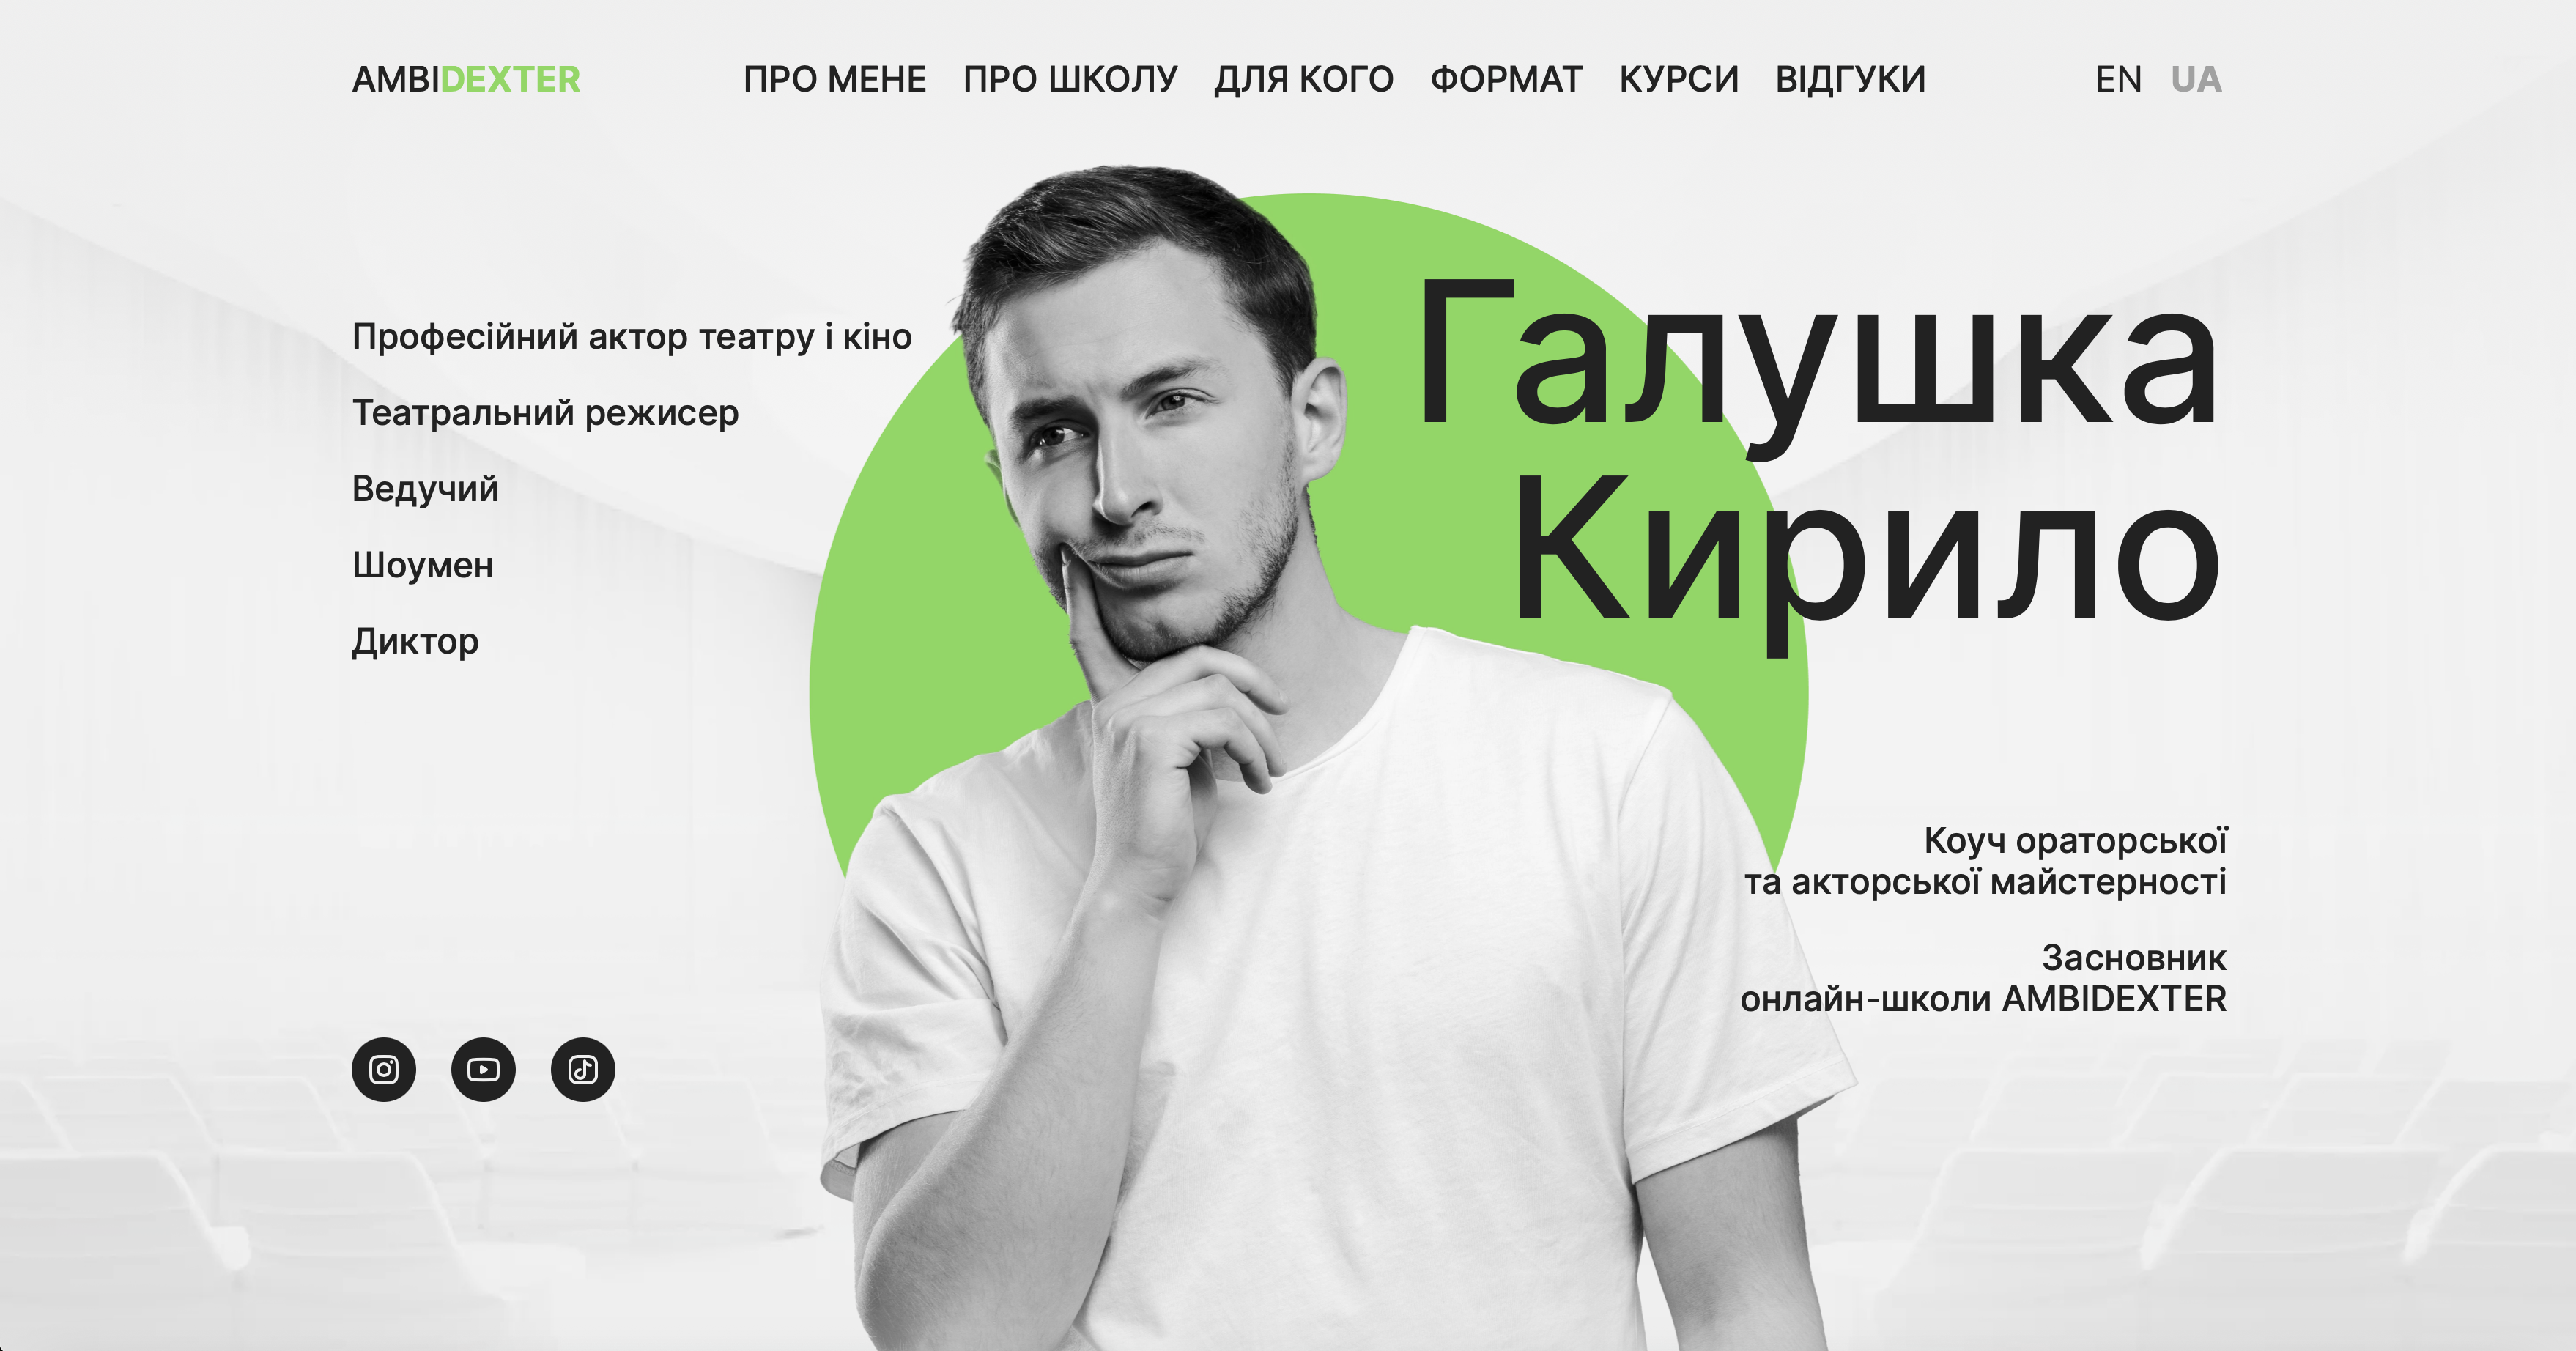 AMBIDEXTER
ПРО МЕНЕ ПРО ШКОЛУ ДЛЯ КОГО ФОРМАТ КУРСИ ВІДГУКИ
EN UA
Професійний актор театру і кіно
Театральний режисер
Ведучий
Шоумен
Диктор
Галушка
Кирило
Коуч ораторської
та акторської майстерності
Засновник
онлайн-школи AMBIDEXTER